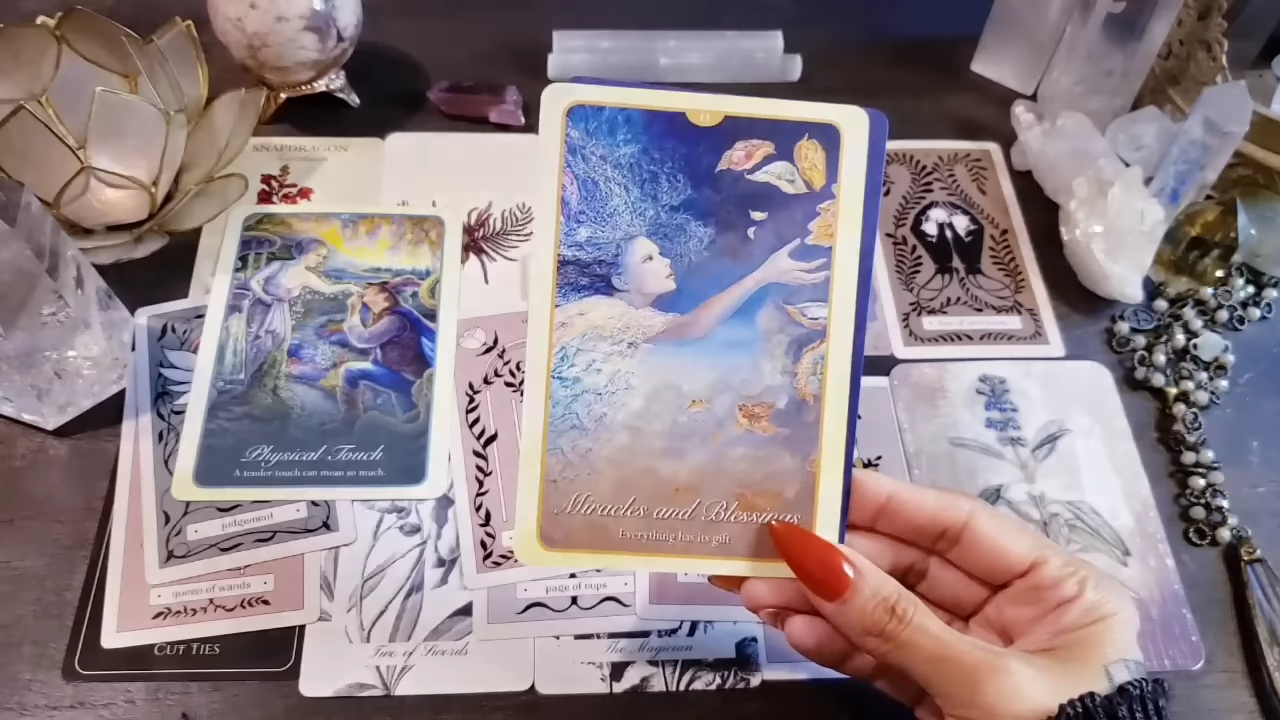 SNAPDRAGON
11
Physical Touch
A tender touch can mean so much.
Miracles and Blessings
Everything has its gift
judgement
queen of wands
page of cups
CUT TIES
Two of Swords
The Magician